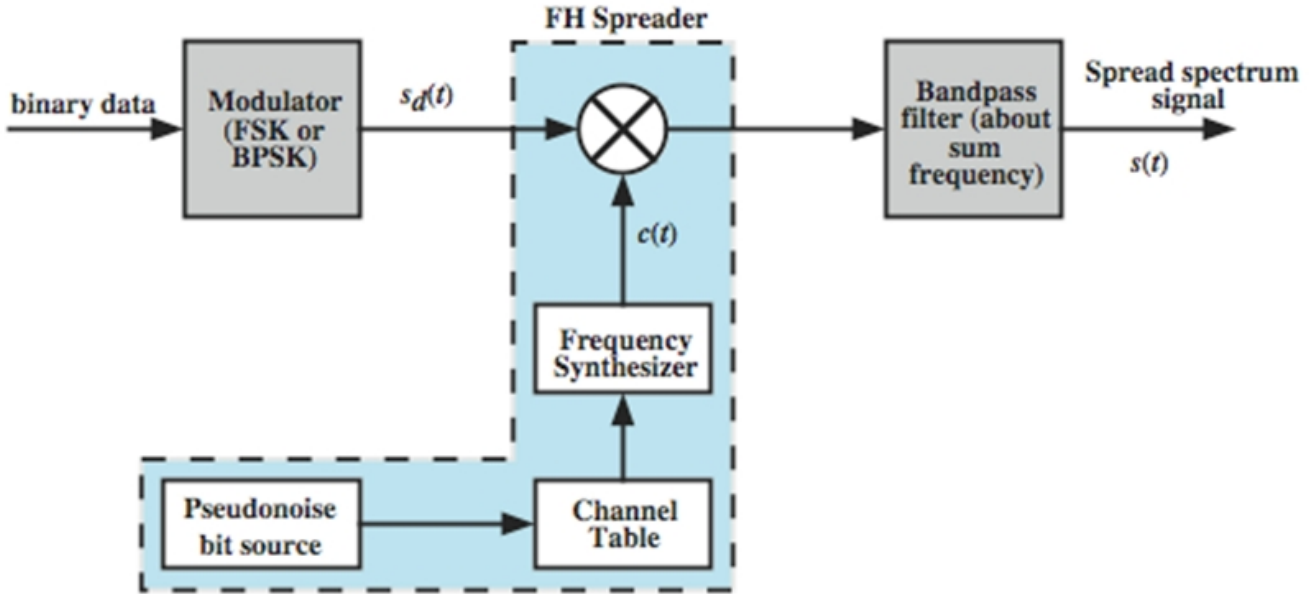 FH Spreader
binary data
Modulator
(FSK or
BPSK)
sd(t)
Bandpass
filter (about
sum
frequency)
Spread spectrum
signal
s(t)
c(t)
Frequency
Synthesizer
Pseudonoise
bit source
Channel
Table